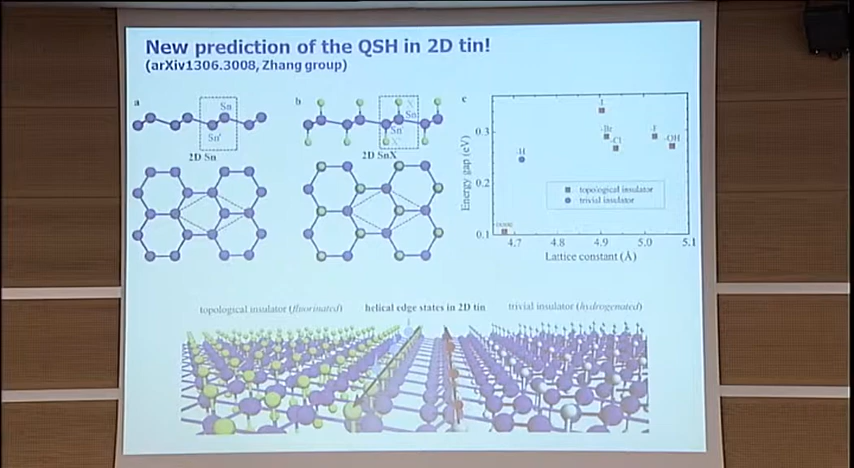 New prediction of the QSH in 2D tin!
(arXiv1306.3008, Zhang group)
a
Sn
Sn'
2D Sn
b
X
Sn
Sn'
X'
2D SnX
c
Energy gap (eV)
0.3
0.2
0.1
-I
-Br
-Cl
-F
-OH
-H
topological insulator
trivial insulator
4.7 4.8 4.9 5.0 5.1
Lattice constant (Å)
topological insulator (fluorinated) helical edge states in 2D tin trivial insulator (hydrogenated)